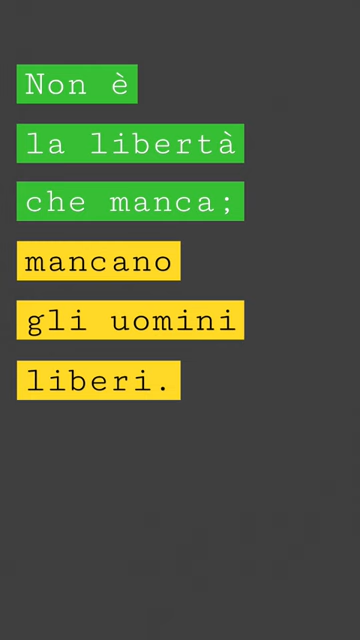 Non è
la libertà
che manca;
mancano
gli uomini
liberi.